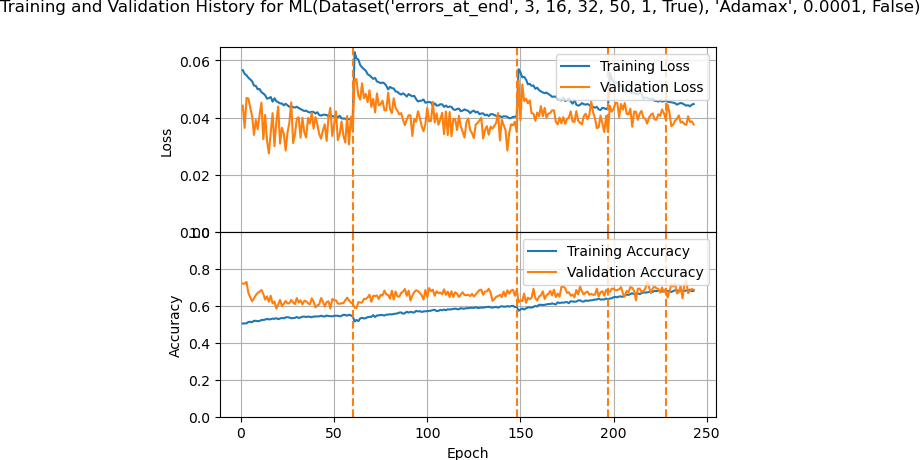 Training and Validation History for ML(Dataset('errors_at_end', 3, 16, 32, 50, 1, True), 'Adamax', 0.0001, False)
0.06
0.04
0.02
0.00
Loss
Training Loss
Validation Loss
1.0
0.8
0.6
0.4
0.2
0.0
Accuracy
Training Accuracy
Validation Accuracy
0 50 100 150 200 250
Epoch